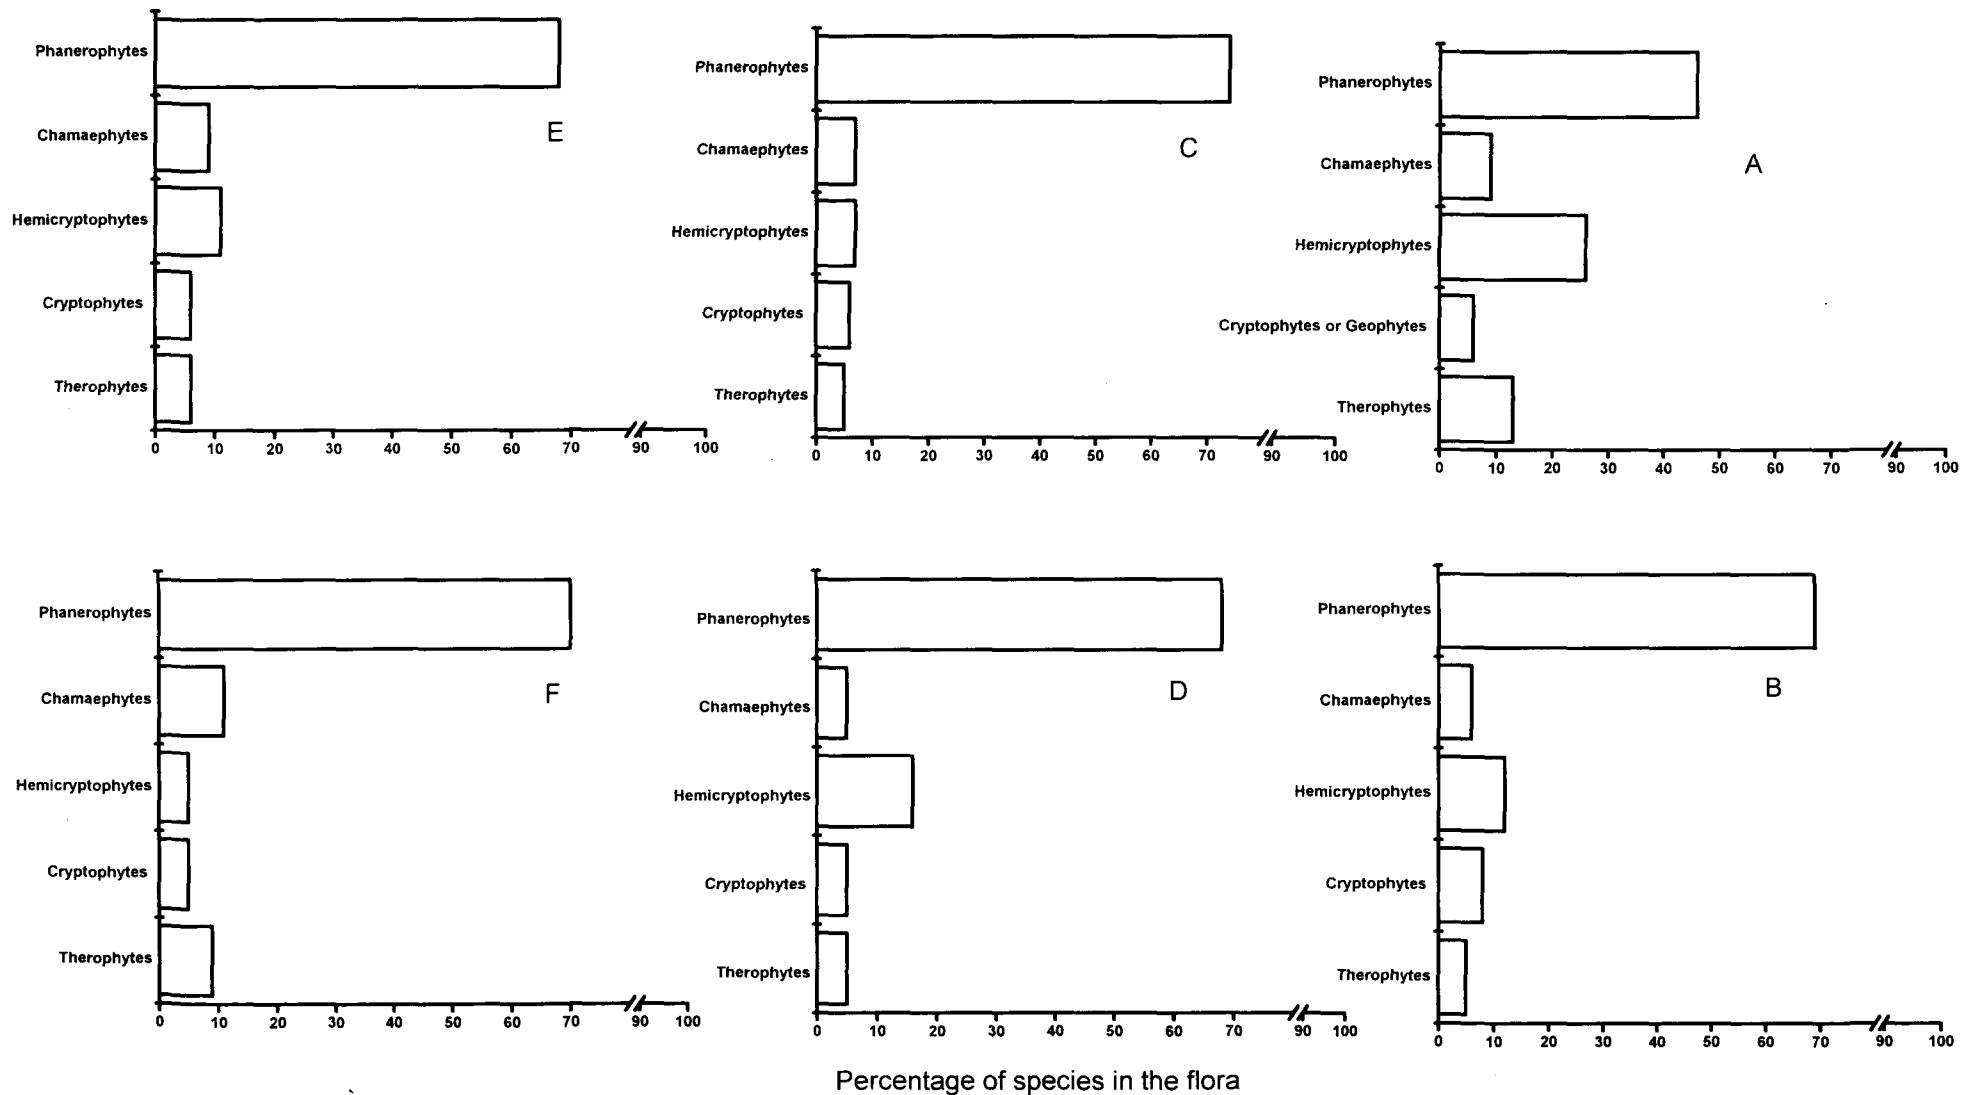 Phanerophytes
Chamaephytes
Hemicryptophytes
Cryptophytes
Therophytes
E
0 10 20 30 40 50 60 70 90 100
Phanerophytes
Chamaephytes
Hemicryptophytes
Cryptophytes
Therophytes
C
0 10 20 30 40 50 60 70 90 100
Phanerophytes
Chamaephytes
Hemicryptophytes
Cryptophytes or Geophytes
Therophytes
A
0 10 20 30 40 50 60 70 90 100
Phanerophytes
Chamaephytes
Hemicryptophytes
Cryptophytes
Therophytes
F
0 10 20 30 40 50 60 70 90 100
Phanerophytes
Chamaephytes
Hemicryptophytes
Cryptophytes
Therophytes
D
0 10 20 30 40 50 60 70 90 100
Phanerophytes
Chamaephytes
Hemicryptophytes
Cryptophytes
Therophytes
B
0 10 20 30 40 50 60 70 90 100
Percentage of species in the flora